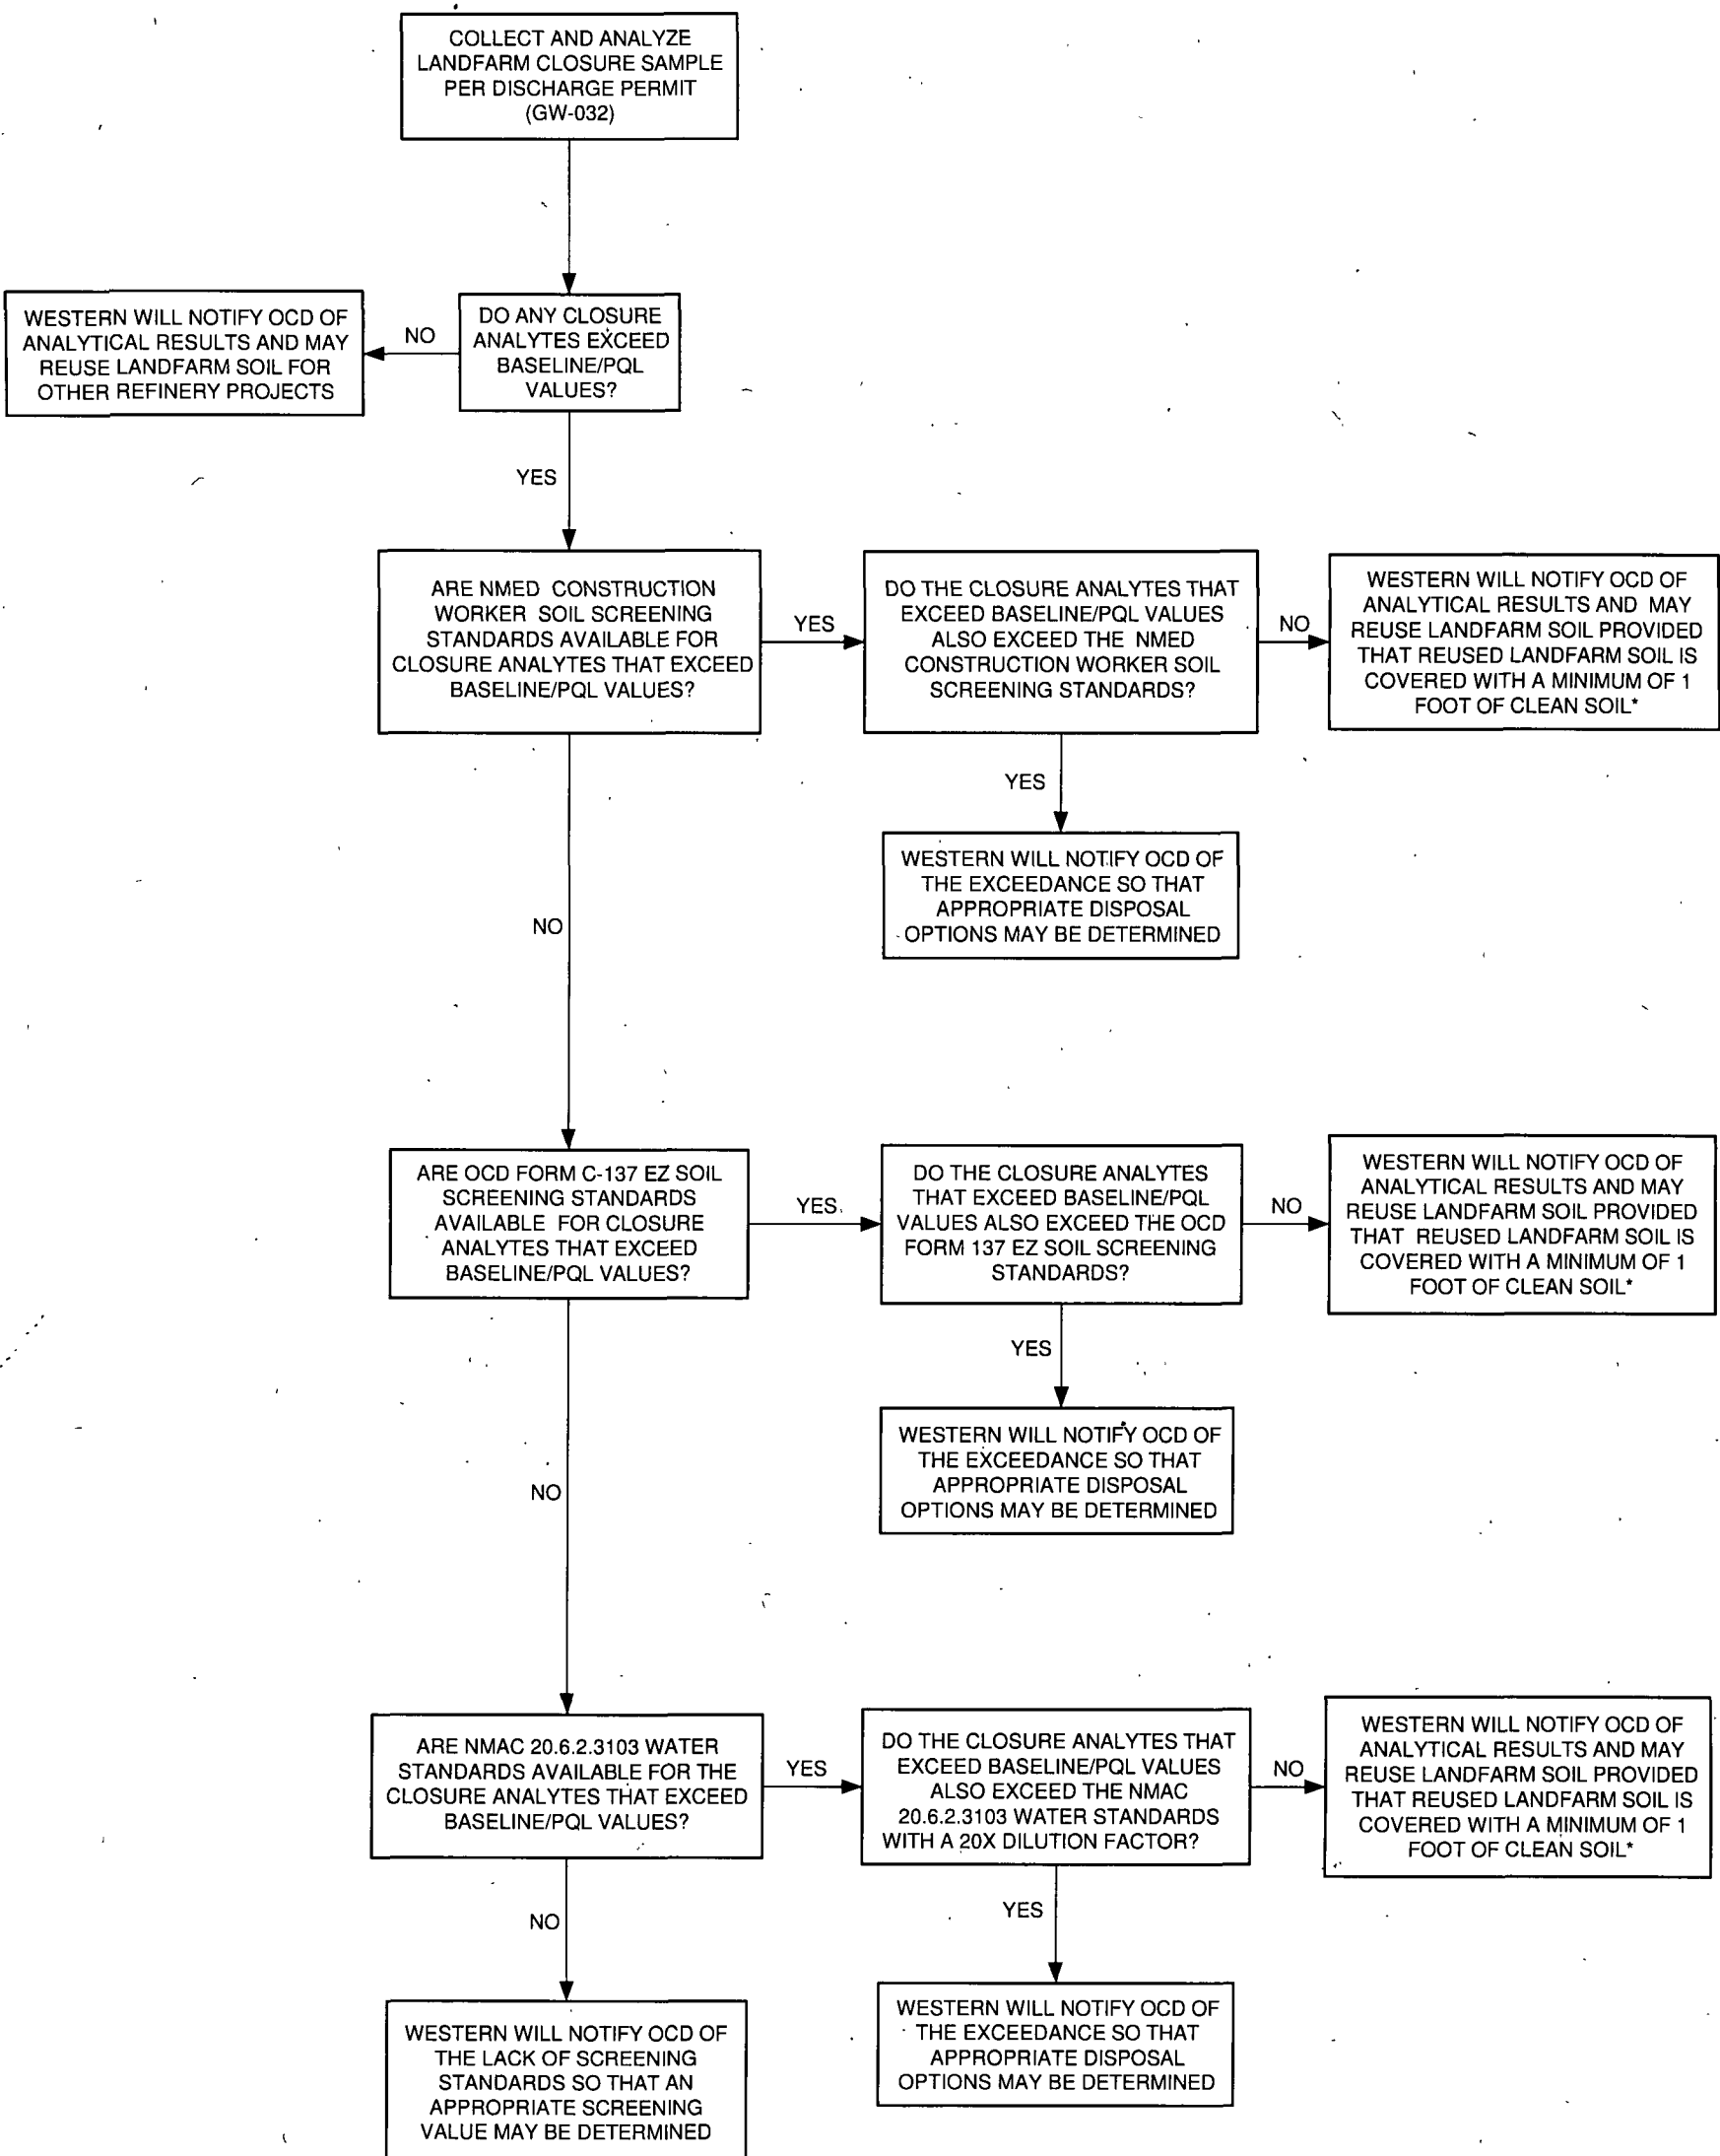 COLLECT AND ANALYZE
LANDFARM CLOSURE SAMPLE
PER DISCHARGE PERMIT
(GW-032)
DO ANY CLOSURE
ANALYTES EXCEED
BASELINE/PQL
VALUES?
NO
WESTERN WILL NOTIFY OCD OF
ANALYTICAL RESULTS AND MAY
REUSE LANDFARM SOIL FOR
OTHER REFINERY PROJECTS
YES
ARE NMED CONSTRUCTION
WORKER SOIL SCREENING
STANDARDS AVAILABLE FOR
CLOSURE ANALYTES THAT EXCEED
BASELINE/PQL VALUES?
YES
DO THE CLOSURE ANALYTES THAT
EXCEED BASELINE/PQL VALUES
ALSO EXCEED THE NMED
CONSTRUCTION WORKER SOIL
SCREENING STANDARDS?
NO
WESTERN WILL NOTIFY OCD OF
ANALYTICAL RESULTS AND MAY
REUSE LANDFARM SOIL PROVIDED
THAT REUSED LANDFARM SOIL IS
COVERED WITH A MINIMUM OF 1
FOOT OF CLEAN SOIL*
YES
WESTERN WILL NOTIFY OCD OF
THE EXCEEDANCE SO THAT
APPROPRIATE DISPOSAL
OPTIONS MAY BE DETERMINED
NO
ARE OCD FORM C-137 EZ SOIL
SCREENING STANDARDS
AVAILABLE FOR CLOSURE
ANALYTES THAT EXCEED
BASELINE/PQL VALUES?
YES
DO THE CLOSURE ANALYTES
THAT EXCEED BASELINE/PQL
VALUES ALSO EXCEED THE OCD
FORM 137 EZ SOIL SCREENING
STANDARDS?
NO
WESTERN WILL NOTIFY OCD OF
ANALYTICAL RESULTS AND MAY
REUSE LANDFARM SOIL PROVIDED
THAT REUSED LANDFARM SOIL IS
COVERED WITH A MINIMUM OF 1
FOOT OF CLEAN SOIL*
YES
WESTERN WILL NOTIFY OCD OF
THE EXCEEDANCE SO THAT
APPROPRIATE DISPOSAL
OPTIONS MAY BE DETERMINED
NO
ARE NMAC 20.6.2.3103 WATER
STANDARDS AVAILABLE FOR THE
CLOSURE ANALYTES THAT EXCEED
BASELINE/PQL VALUES?
YES
DO THE CLOSURE ANALYTES THAT
EXCEED BASELINE/PQL VALUES
ALSO EXCEED THE NMAC
20.6.2.3103 WATER STANDARDS
WITH A 20X DILUTION FACTOR?
NO
WESTERN WILL NOTIFY OCD OF
ANALYTICAL RESULTS AND MAY
REUSE LANDFARM SOIL PROVIDED
THAT REUSED LANDFARM SOIL IS
COVERED WITH A MINIMUM OF 1
FOOT OF CLEAN SOIL*
YES
WESTERN WILL NOTIFY OCD OF
THE EXCEEDANCE SO THAT
APPROPRIATE DISPOSAL
OPTIONS MAY BE DETERMINED
NO
WESTERN WILL NOTIFY OCD OF
THE LACK OF SCREENING
STANDARDS SO THAT AN
APPROPRIATE SCREENING
VALUE MAY BE DETERMINED